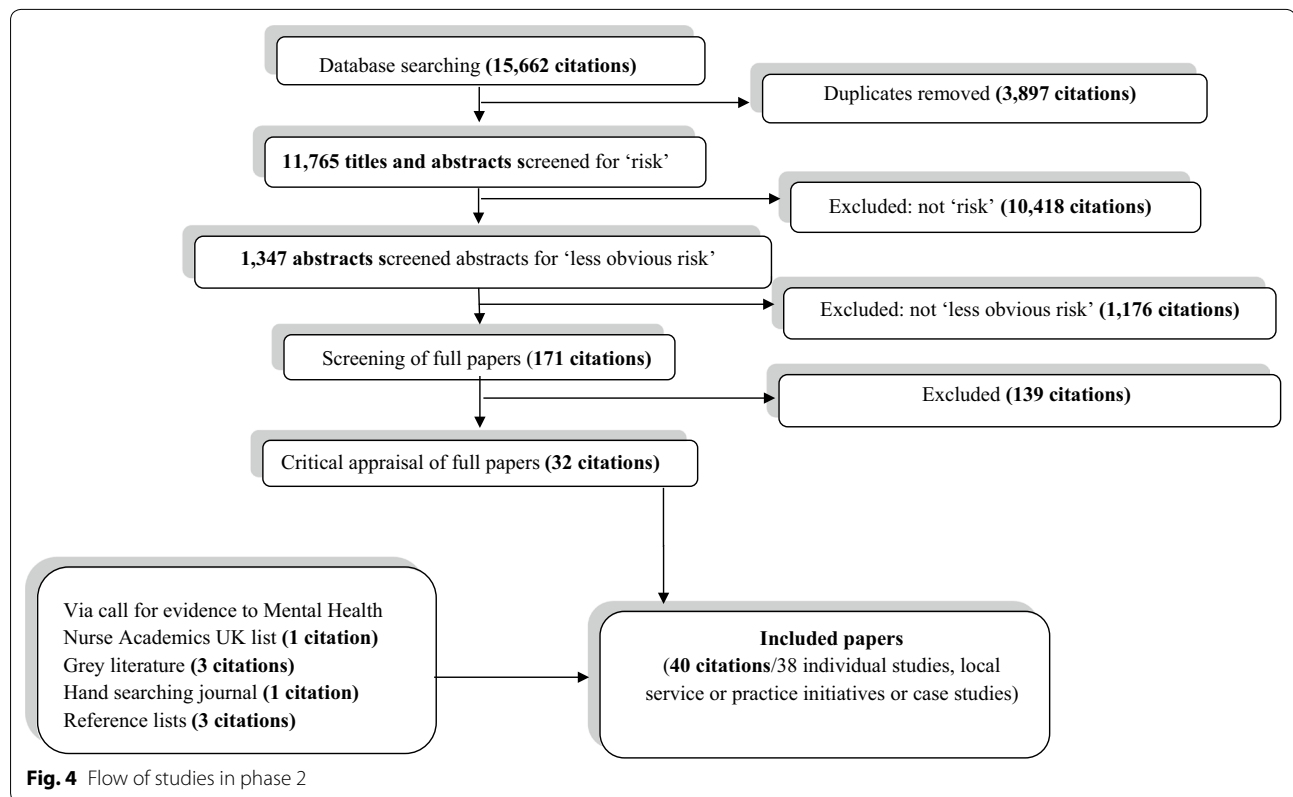 Database searching (15,662 citations)
Duplicates removed (3,897 citations)
11,765 titles and abstracts screened for ‘risk’
Excluded: not ‘risk’ (10,418 citations)
1,347 abstracts screened abstracts for ‘less obvious risk’
Excluded: not ‘less obvious risk’ (1,176 citations)
Screening of full papers (171 citations)
Excluded (139 citations)
Critical appraisal of full papers (32 citations)
Via call for evidence to Mental Health
Nurse Academics UK list (1 citation)
Grey literature (3 citations)
Hand searching journal (1 citation)
Reference lists (3 citations)
Included papers
(40 citations/38 individual studies, local
service or practice initiatives or case studies)
Fig. 4 Flow of studies in phase 2